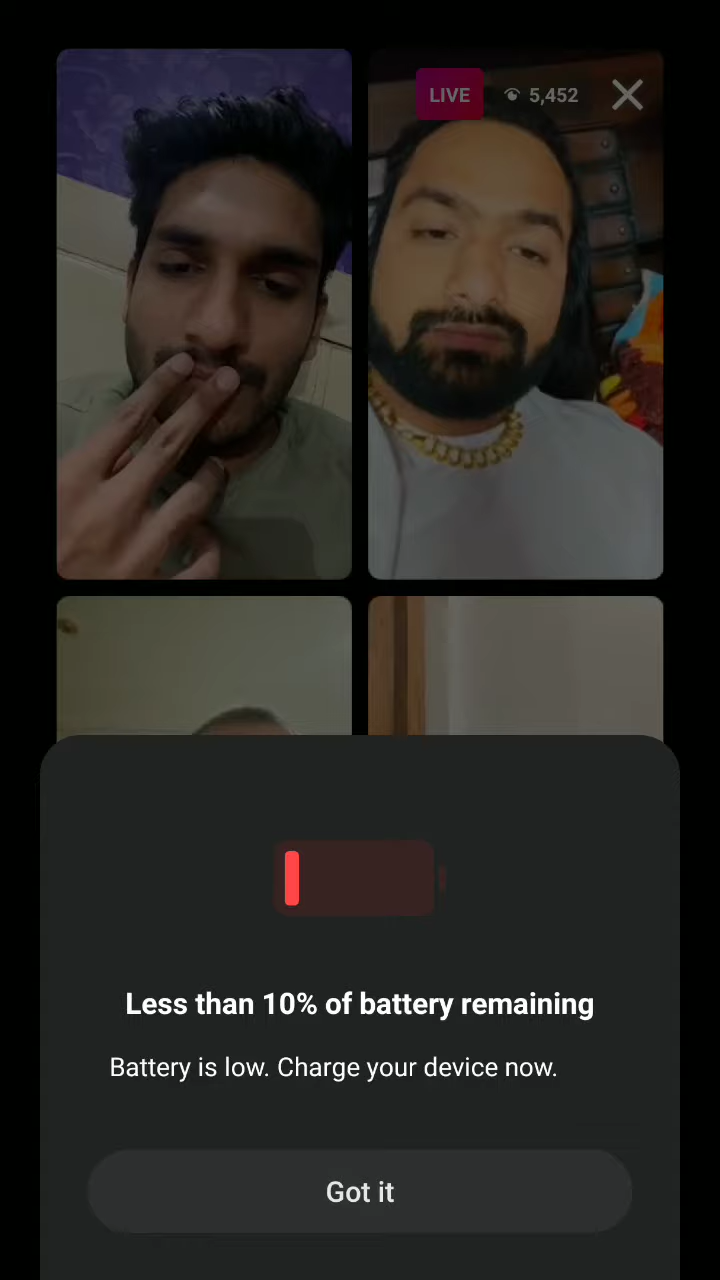 LIVE 5,452
Less than 10% of battery remaining
Battery is low. Charge your device now.
Got it